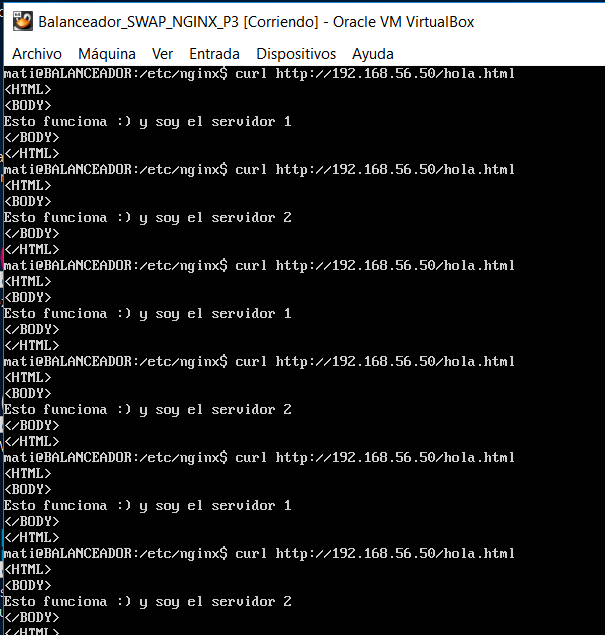 Balanceador_SWAP_NGINX_P3 [Corriendo] - Oracle VM VirtualBox
Archivo Máquina Ver Entrada Dispositivos Ayuda
mati@BALANCEADOR:/etc/nginx$ curl http://192.168.56.50/hola.html
<HTML>
<BODY>
Esto funciona :) y soy el servidor 1
</BODY>
</HTML>
mati@BALANCEADOR:/etc/nginx$ curl http://192.168.56.50/hola.html
<HTML>
<BODY>
Esto funciona :) y soy el servidor 2
</BODY>
</HTML>
mati@BALANCEADOR:/etc/nginx$ curl http://192.168.56.50/hola.html
<HTML>
<BODY>
Esto funciona :) y soy el servidor 1
</BODY>
</HTML>
mati@BALANCEADOR:/etc/nginx$ curl http://192.168.56.50/hola.html
<HTML>
<BODY>
Esto funciona :) y soy el servidor 2
</BODY>
</HTML>
mati@BALANCEADOR:/etc/nginx$ curl http://192.168.56.50/hola.html
<HTML>
<BODY>
Esto funciona :) y soy el servidor 1
</BODY>
</HTML>
mati@BALANCEADOR:/etc/nginx$ curl http://192.168.56.50/hola.html
<HTML>
<BODY>
Esto funciona :) y soy el servidor 2
</BODY>
</HTML>